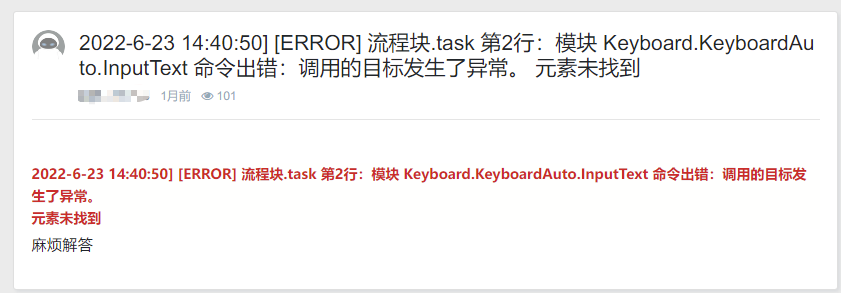 2022-6-23 14:40:50] [ERROR] 流程块.task 第2行：模块 Keyboard.KeyboardAu
to.InputText 命令出错：调用的目标发生了异常。 元素未找到
1月前 101
2022-6-23 14:40:50] [ERROR] 流程块.task 第2行：模块 Keyboard.KeyboardAuto.InputText 命令出错：调用的目标发
生了异常。
元素未找到
麻烦解答